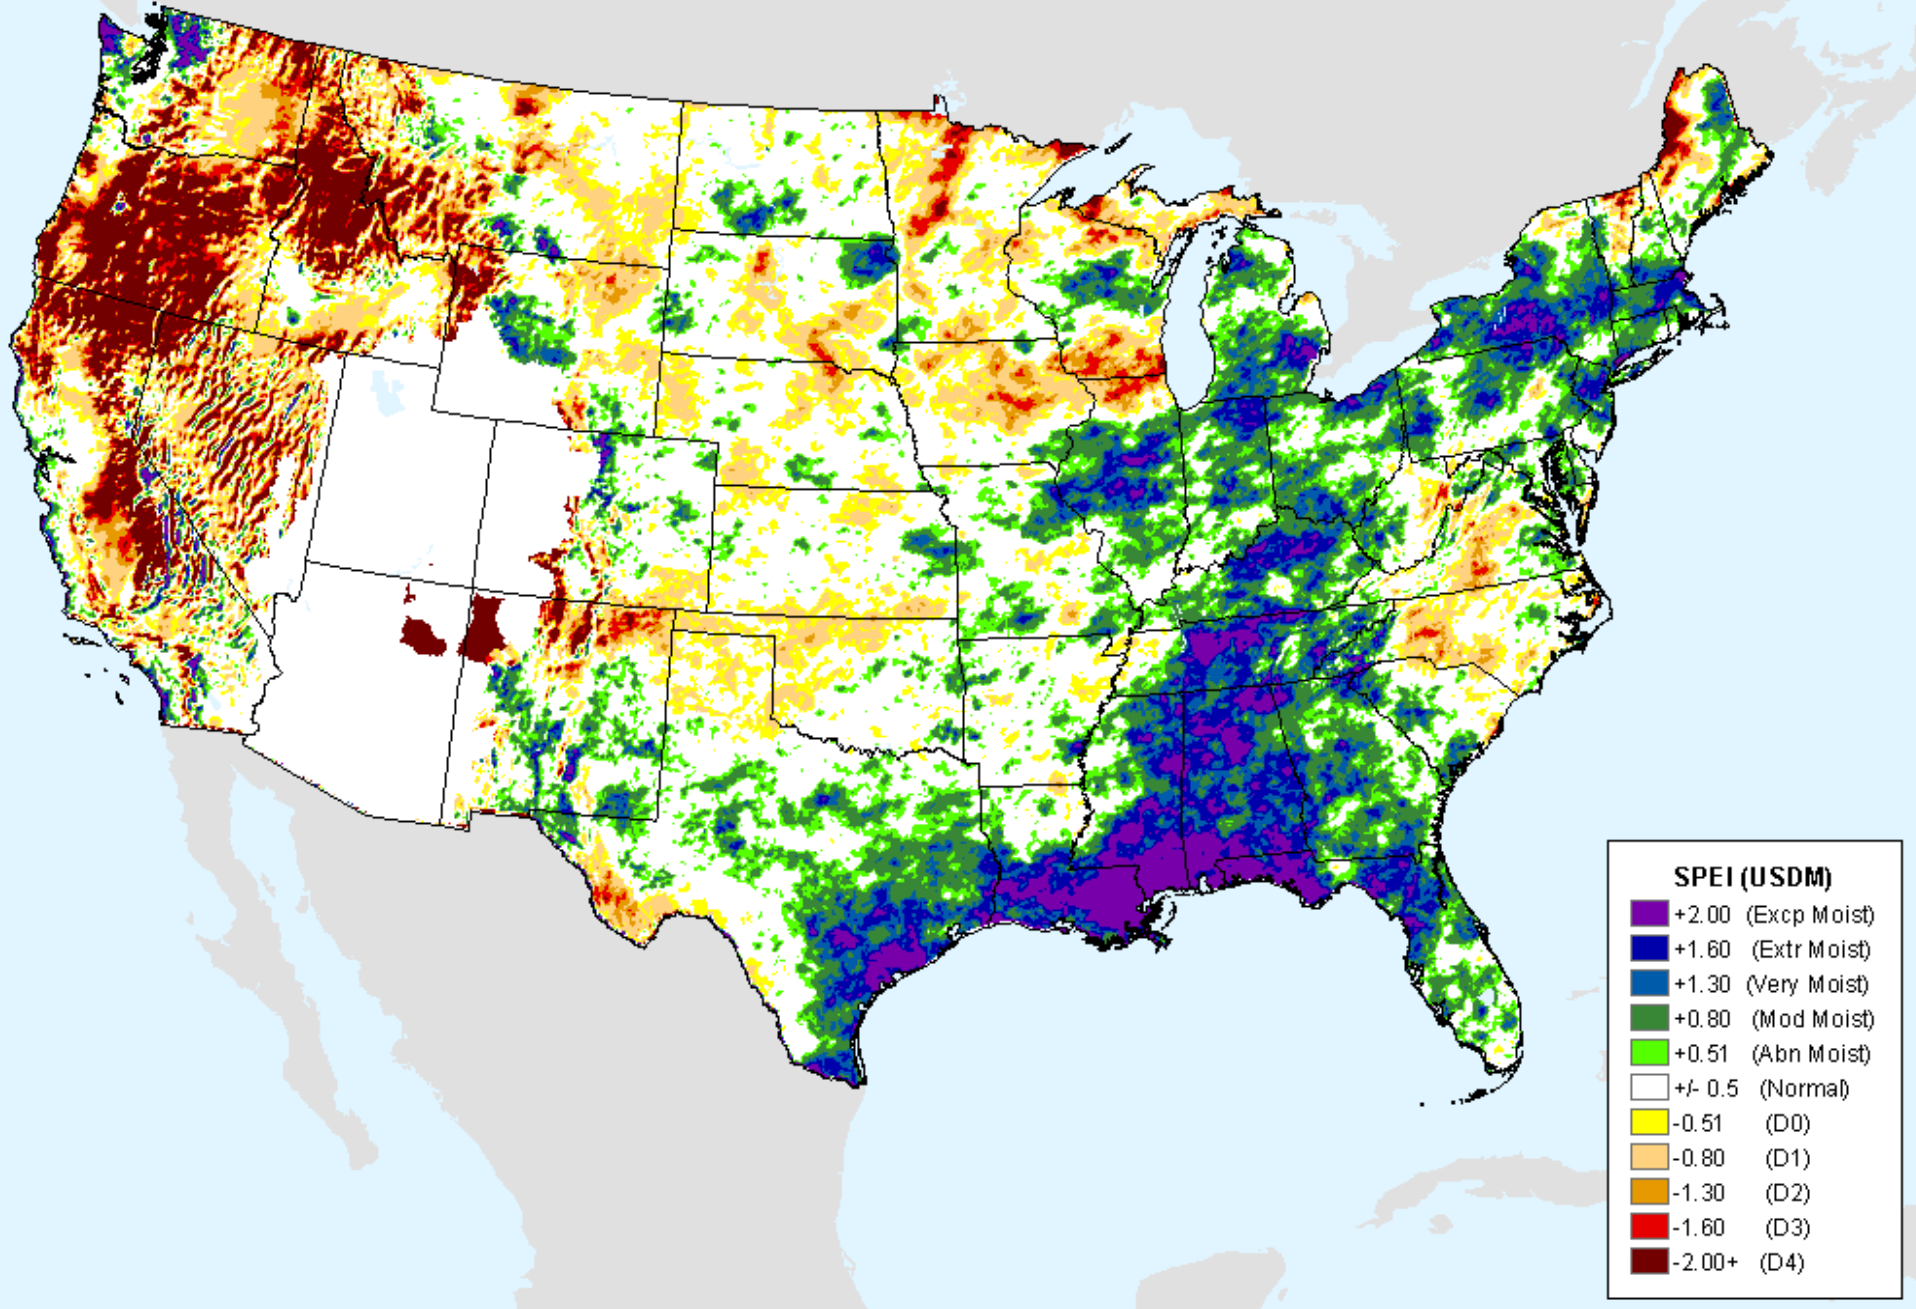 SPEI (USDM)
+2.00 (Excp Moist)
+1.60 (Extr Moist)
+1.30 (Very Moist)
+0.80 (Mod Moist)
+0.51 (Abn Moist)
+/- 0.5 (Normal)
-0.51 (D0)
-0.80 (D1)
-1.30 (D2)
-1.60 (D3)
-2.00+ (D4)